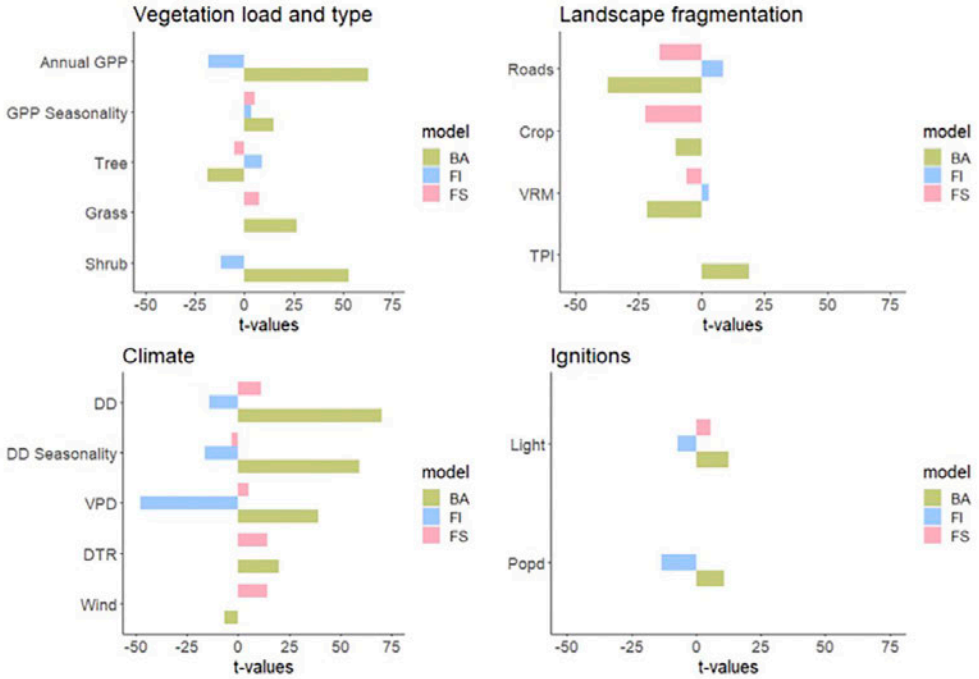 Vegetation load and type
Annual GPP
GPP Seasonality
Tree
Grass
Shrub
-50 -25 0 25 50 75
t-values
model
BA
FI
FS
Landscape fragmentation
Roads
Crop
VRM
TPI
-50 -25 0 25 50 75
t-values
model
BA
FI
FS
Climate
DD
DD Seasonality
VPD
DTR
Wind
-50 -25 0 25 50 75
t-values
model
BA
FI
FS
Ignitions
Light
Popd
-50 -25 0 25 50 75
t-values
model
BA
FI
FS